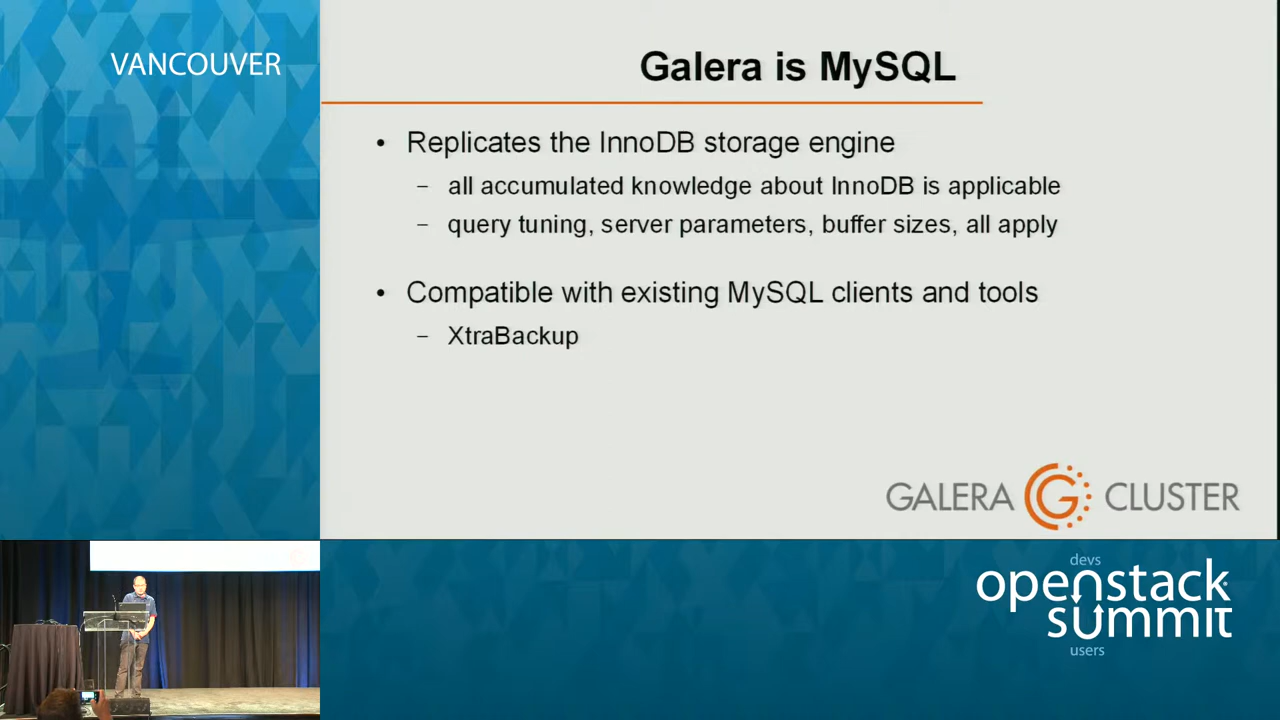 VANCOUVER
Galera is MySQL
• Replicates the InnoDB storage engine
– all accumulated knowledge about InnoDB is applicable
– query tuning, server parameters, buffer sizes, all apply
• Compatible with existing MySQL clients and tools
– XtraBackup
GALERA CLUSTER
devs
openstack
summit
users